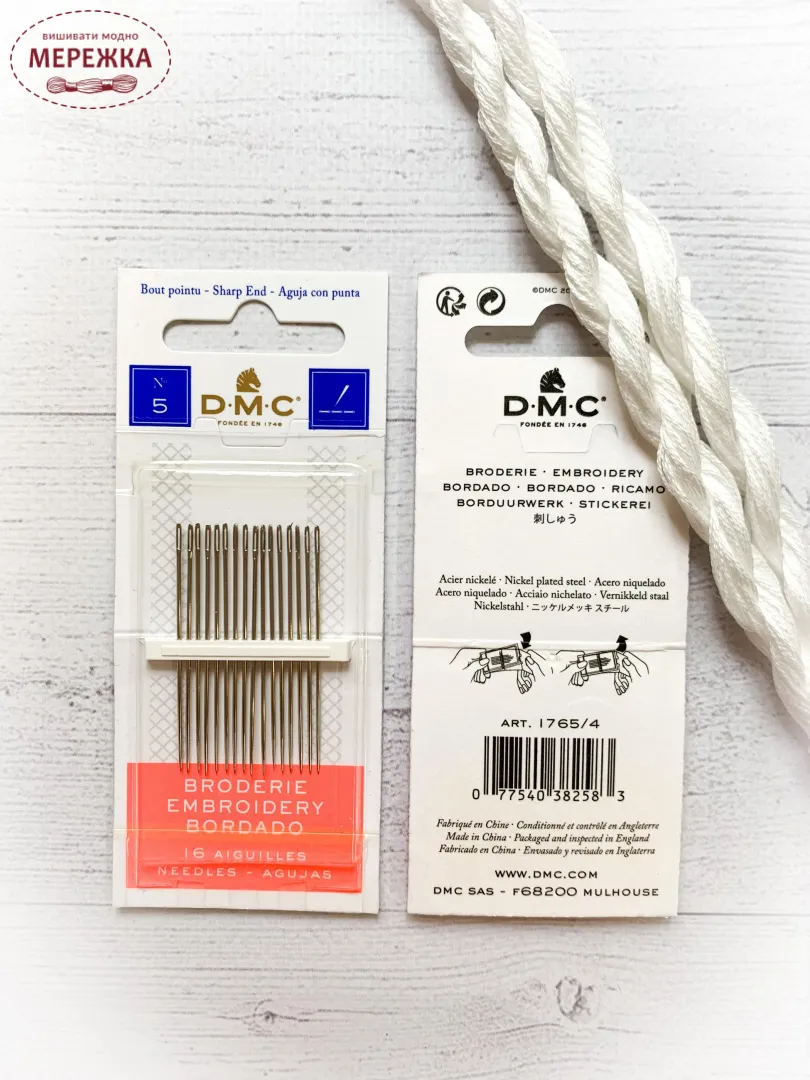 ВИШИВАТИ МОДНО
МЕРЕЖКА
Bout pointu - Sharp End - Aguja con punta
N°
5
D·M·C®
FONDÉE EN 1746
BRODERIE
EMBROIDERY
BORDADO
16 AIGUILLES
NEEDLES - AGUJAS
©DMC
D·M·C®
FONDÉE EN 1746
BRODERIE · EMBROIDERY
BORDADO · BORDADO · RICAMO
BORDUURWERK · STICKEREI
刺しゅう
Acier nickelé · Nickel plated steel · Acero niquelado
Acero niquelado · Acciaio nichelato · Vernikkeld staal
Nickelstahl · ニッケルメッキ スチール
ART. 1765/4
0 77540 38258 3
Fabriqué en Chine · Conditionné et contrôlé en Angleterre
Made in China · Packaged and inspected in England
Fabricado en China · Envasado y revisado en Inglaterra
WWW.DMC.COM
DMC SAS - F68200 MULHOUSE